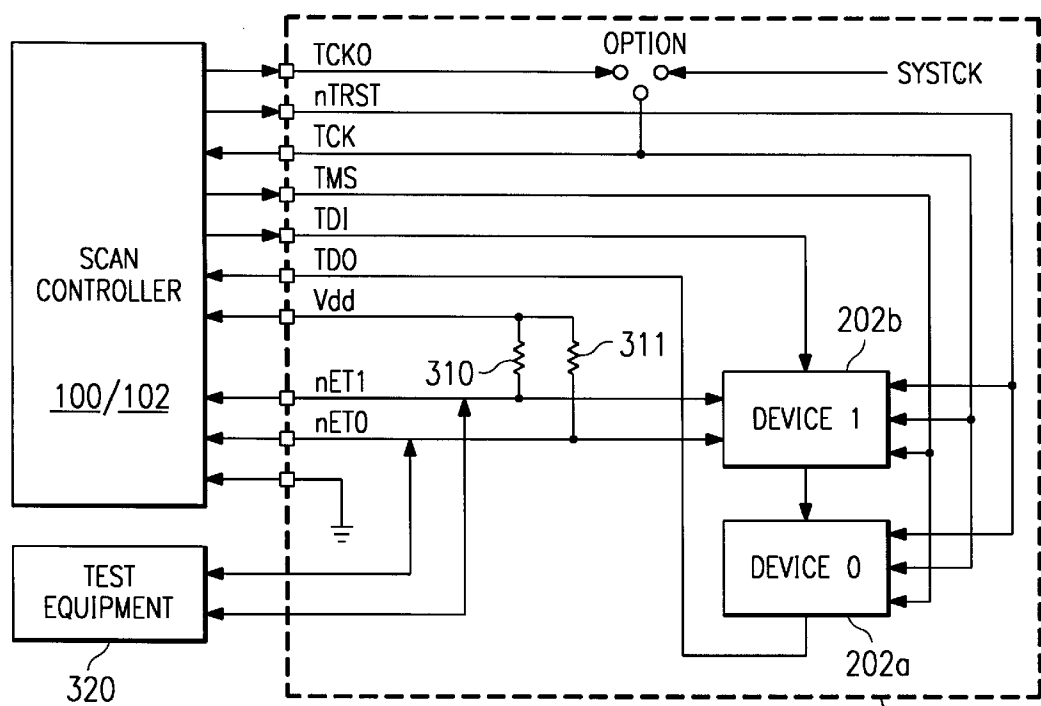 OPTION
TCKO
SYSTCK
nTRST
TCK
TMS
TDI
TDO
SCAN
CONTROLLER
100/102
Vdd
310
311
202b
nET1
nET0
DEVICE 1
DEVICE 0
TEST
EQUIPMENT
202a
320